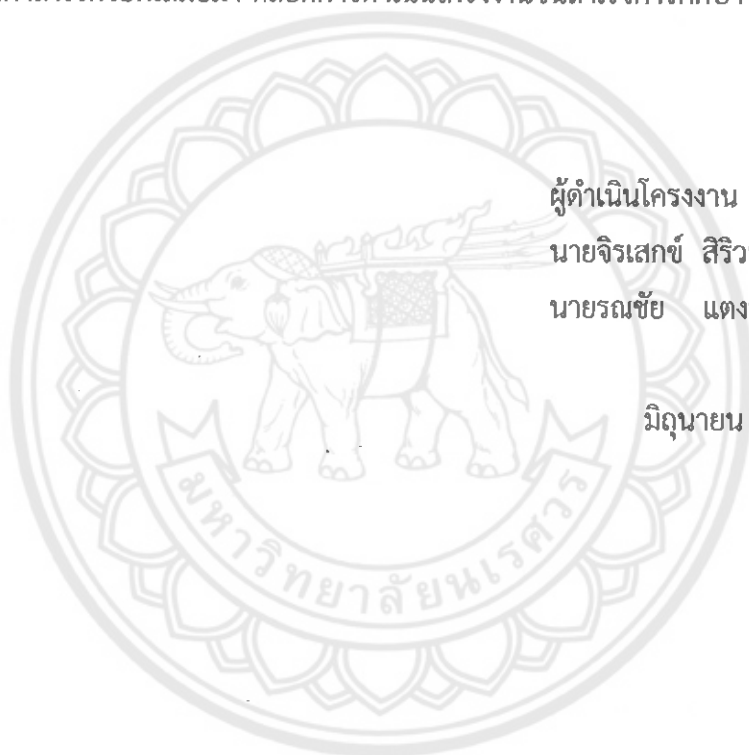 ผู้ดำเนินโครงงาน
นายจิรเสกข์ สิริว
นายรณชัย แตง
มิถุนายน
มหาวิทยาลัยนเรศวร